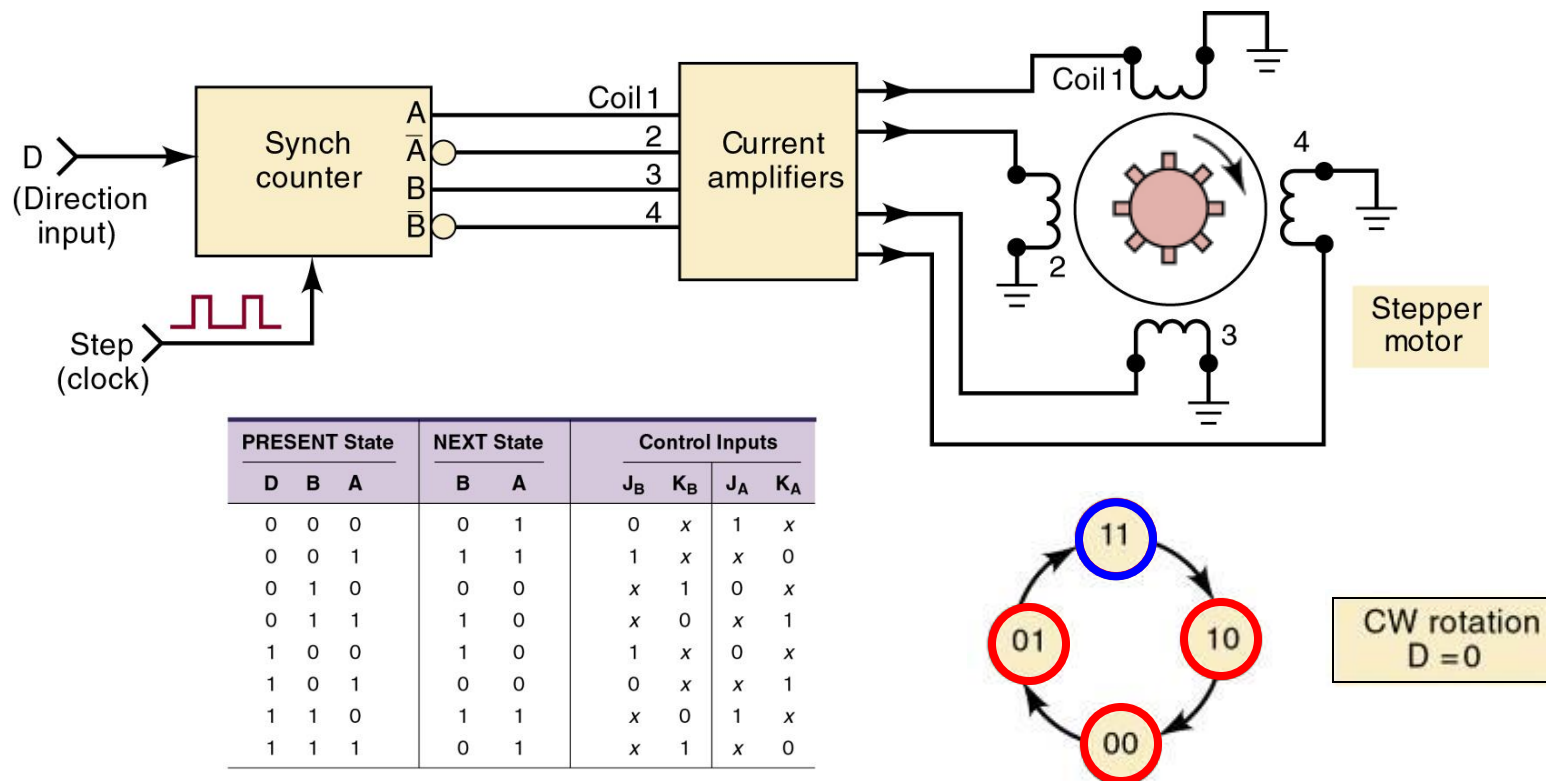 Coil 1
Coil 1
A
2
4
Synch
counter
A̅
Current
amplifiers
D
3
B
(Direction
input)
4
B̅
2
Stepper
motor
3
Step
(clock)
PRESENT State NEXT State Control Inputs
D B A B A J_B K_B J_A K_A
0 0 0 0 1 0 x 1 x
0 0 1 1 1 1 x x 0
0 1 0 0 0 x 1 0 x
0 1 1 1 0 x 0 x 1
1 0 0 1 0 1 x 0 x
1 0 1 0 0 0 x x 1
1 1 0 1 1 x 0 1 x
1 1 1 0 1 x 1 x 0
11
01
10
00
CW rotation
D = 0